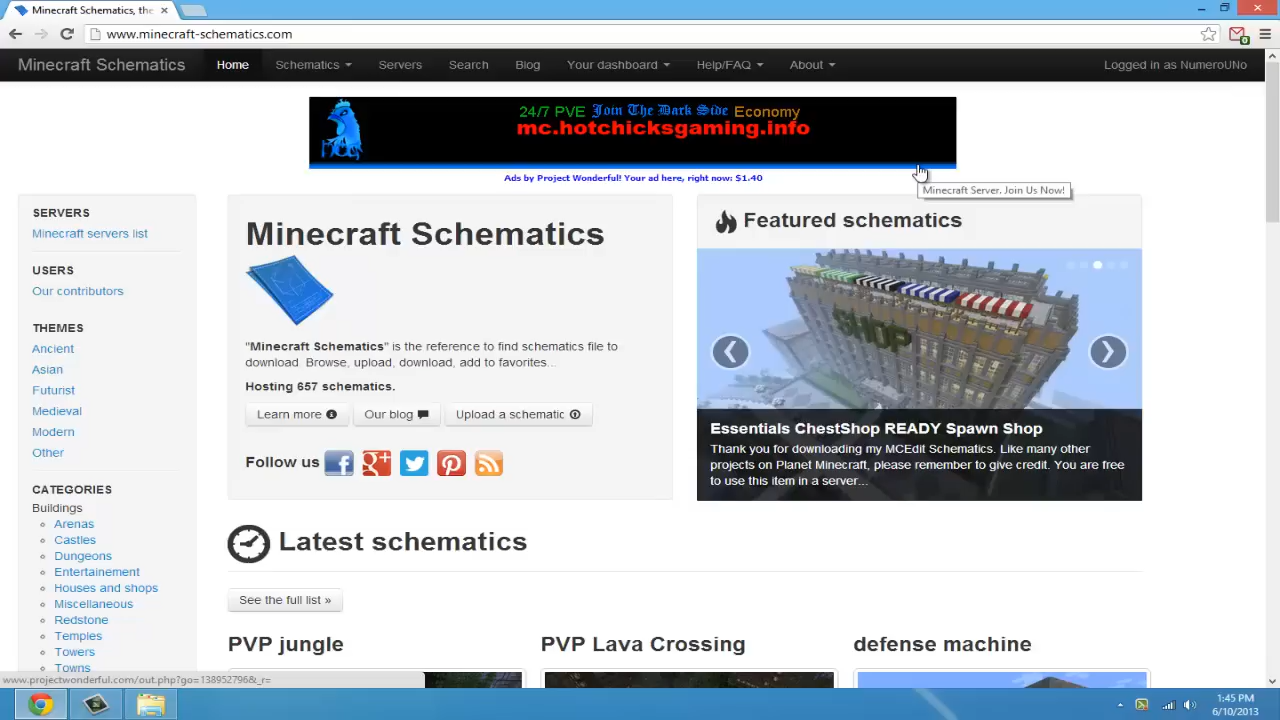 Minecraft Schematics, the
www.minecraft-schematics.com
Minecraft Schematics Home Schematics Servers Search Blog Your dashboard Help/FAQ About Logged in as NumeroUNo
24/7 PVE Join The Dark Side Economy
mc.hotchicksgaming.info
Ads by Project Wonderful! Your ad here, right now: $1.40
Minecraft Server. Join Us Now!
SERVERS
Minecraft servers list
USERS
Our contributors
THEMES
Ancient
Asian
Futurist
Medieval
Modern
Other
CATEGORIES
Buildings
Arenas
Castles
Dungeons
Entertainement
Houses and shops
Miscellaneous
Redstone
Temples
Towers
Towns
Minecraft Schematics
"Minecraft Schematics" is the reference to find schematics file to
download. Browse, upload, download, add to favorites...
Hosting 657 schematics.
Learn more Our blog Upload a schematic
Follow us
Featured schematics
SHOP
Essentials ChestShop READY Spawn Shop
Thank you for downloading my MCEdit Schematics. Like many other
projects on Planet Minecraft, please remember to give credit. You are free
to use this item in a server...
Latest schematics
See the full list »
PVP jungle PVP Lava Crossing defense machine
www.projectwonderful.com/out.php?go=138952796&_r=
1:45 PM
6/10/2013